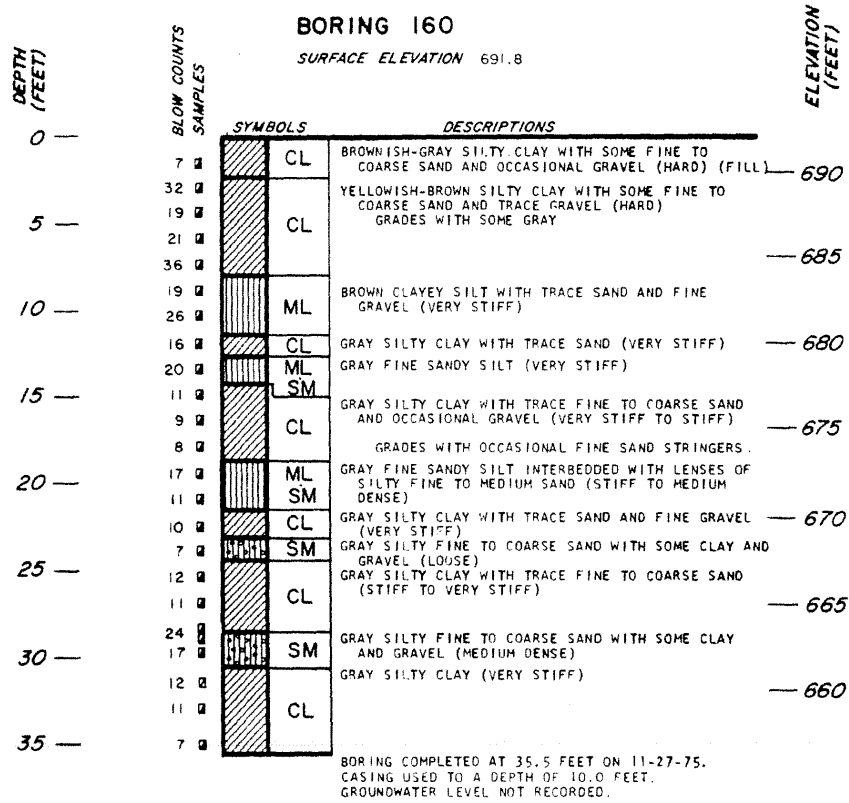 BORING 160
SURFACE ELEVATION 691.8
DEPTH (FEET)
BLOW COUNTS
SAMPLES
ELEVATION (FEET)
SYMBOLS DESCRIPTIONS
0
7 CL BROWNISH-GRAY SILTY CLAY WITH SOME FINE TO
COARSE SAND AND OCCASIONAL GRAVEL (HARD) (FILL) 690
32 YELLOWISH-BROWN SILTY CLAY WITH SOME FINE TO
19 COARSE SAND AND TRACE GRAVEL (HARD)
5 CL GRADES WITH SOME GRAY
21
685
36
19 BROWN CLAYEY SILT WITH TRACE SAND AND FINE
10 ML GRAVEL (VERY STIFF)
26
16 CL GRAY SILTY CLAY WITH TRACE SAND (VERY STIFF) 680
20 ML GRAY FINE SANDY SILT (VERY STIFF)
SM
15 11 GRAY SILTY CLAY WITH TRACE FINE TO COARSE SAND
9 CL AND OCCASIONAL GRAVEL (VERY STIFF TO STIFF) 675
8 GRADES WITH OCCASIONAL FINE SAND STRINGERS.
17 ML GRAY FINE SANDY SILT INTERBEDDED WITH LENSES OF
20 SILTY FINE TO MEDIUM SAND (STIFF TO MEDIUM
11 SM DENSE)
10 CL GRAY SILTY CLAY WITH TRACE SAND AND FINE GRAVEL 670
(VERY STIFF)
7 SM GRAY SILTY FINE TO COARSE SAND WITH SOME CLAY AND
GRAVEL (LOOSE)
25 12 GRAY SILTY CLAY WITH TRACE FINE TO COARSE SAND
CL (STIFF TO VERY STIFF)
11 665
24 GRAY SILTY FINE TO COARSE SAND WITH SOME CLAY
30 17 SM AND GRAVEL (MEDIUM DENSE)
12 GRAY SILTY CLAY (VERY STIFF) 660
11 CL
35 7
BORING COMPLETED AT 35.5 FEET ON 11-27-75.
CASING USED TO A DEPTH OF 10.0 FEET.
GROUNDWATER LEVEL NOT RECORDED.